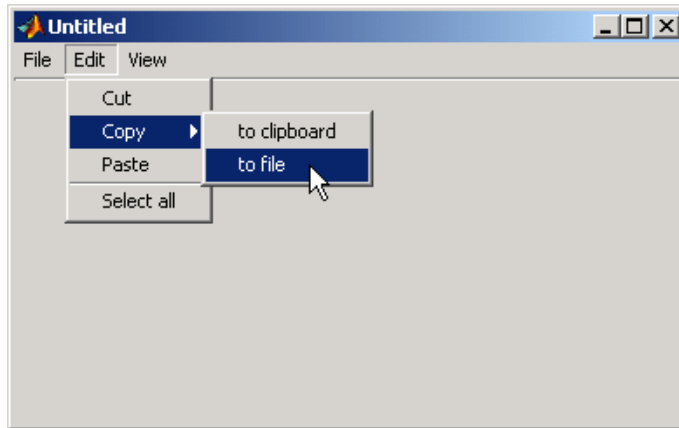 Untitled
File Edit View
Cut
Copy
to clipboard
Paste
to file
Select all